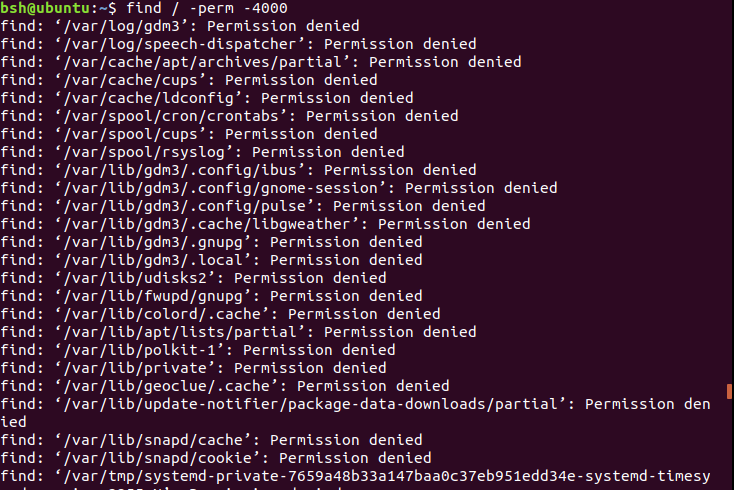 bsh@ubuntu:~$ find / -perm -4000
find: ‘/var/log/gdm3’: Permission denied
find: ‘/var/log/speech-dispatcher’: Permission denied
find: ‘/var/cache/apt/archives/partial’: Permission denied
find: ‘/var/cache/cups’: Permission denied
find: ‘/var/cache/ldconfig’: Permission denied
find: ‘/var/spool/cron/crontabs’: Permission denied
find: ‘/var/spool/cups’: Permission denied
find: ‘/var/spool/rsyslog’: Permission denied
find: ‘/var/lib/gdm3/.config/ibus’: Permission denied
find: ‘/var/lib/gdm3/.config/gnome-session’: Permission denied
find: ‘/var/lib/gdm3/.config/pulse’: Permission denied
find: ‘/var/lib/gdm3/.cache/libgweather’: Permission denied
find: ‘/var/lib/gdm3/.gnupg’: Permission denied
find: ‘/var/lib/gdm3/.local’: Permission denied
find: ‘/var/lib/udisks2’: Permission denied
find: ‘/var/lib/fwupd/gnupg’: Permission denied
find: ‘/var/lib/colord/.cache’: Permission denied
find: ‘/var/lib/apt/lists/partial’: Permission denied
find: ‘/var/lib/polkit-1’: Permission denied
find: ‘/var/lib/private’: Permission denied
find: ‘/var/lib/geoclue/.cache’: Permission denied
find: ‘/var/lib/update-notifier/package-data-downloads/partial’: Permission den
ied
find: ‘/var/lib/snapd/cache’: Permission denied
find: ‘/var/lib/snapd/cookie’: Permission denied
find: ‘/var/tmp/systemd-private-7659a48b33a147baa0c37eb951edd34e-systemd-timesy